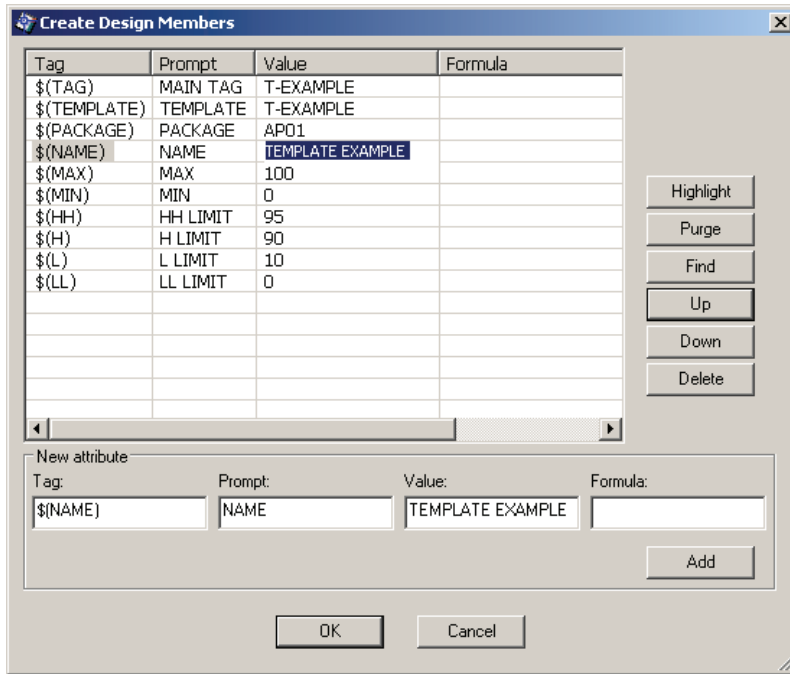 Create Design Members
Tag Prompt Value Formula
$(TAG) MAIN TAG T-EXAMPLE
$(TEMPLATE) TEMPLATE T-EXAMPLE
$(PACKAGE) PACKAGE AP01
$(NAME) NAME TEMPLATE EXAMPLE
$(MAX) MAX 100
$(MIN) MIN 0
$(HH) HH LIMIT 95
$(H) H LIMIT 90
$(L) L LIMIT 10
$(LL) LL LIMIT 0
Highlight
Purge
Find
Up
Down
Delete
New attribute
Tag: Prompt: Value: Formula:
$(NAME) NAME TEMPLATE EXAMPLE
Add
OK Cancel